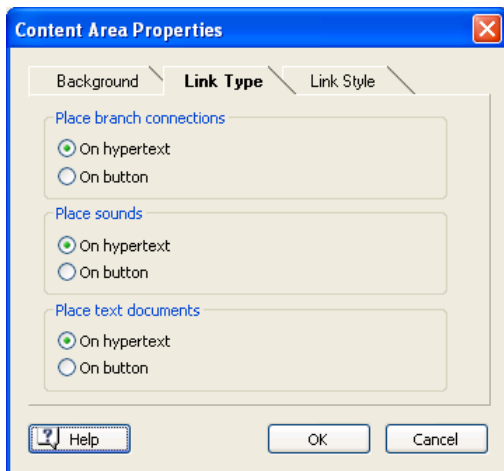 Content Area Properties
Background Link Type Link Style
Place branch connections
On hypertext
On button
Place sounds
On hypertext
On button
Place text documents
On hypertext
On button
Help OK Cancel